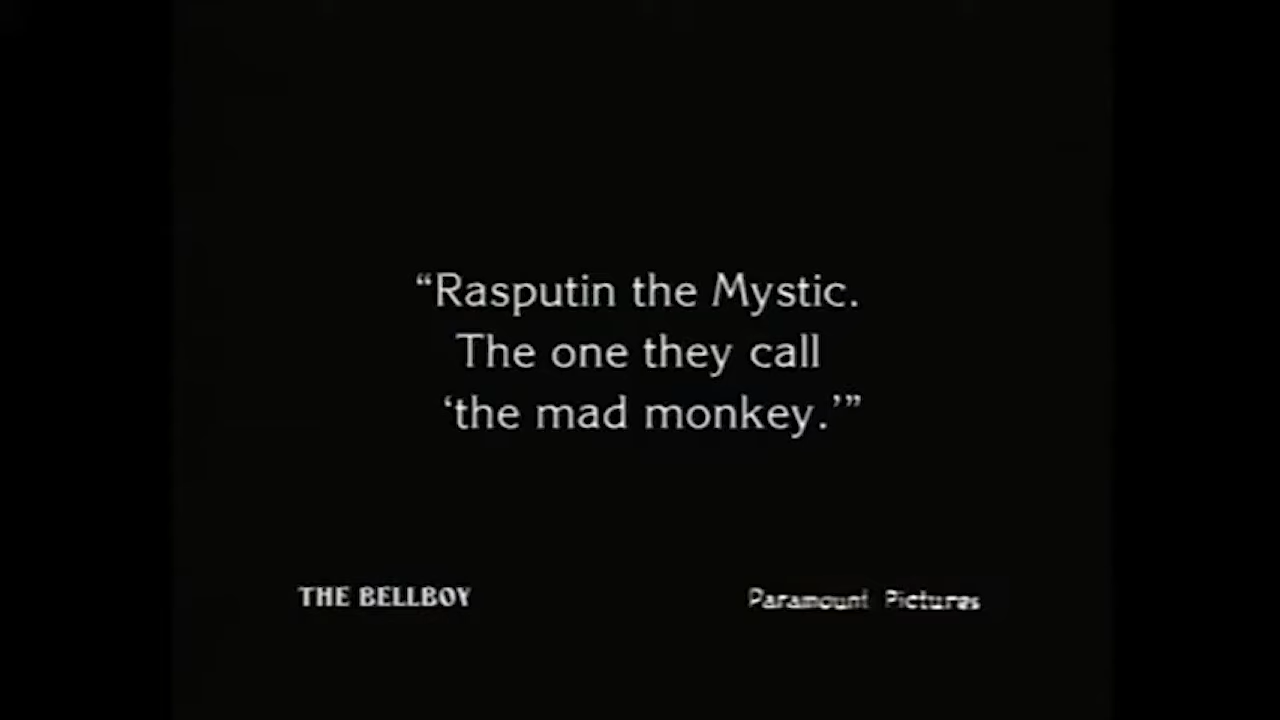 “Rasputin the Mystic.
The one they call
‘the mad monkey.’”
THE BELLBOY
Paramount Pictures